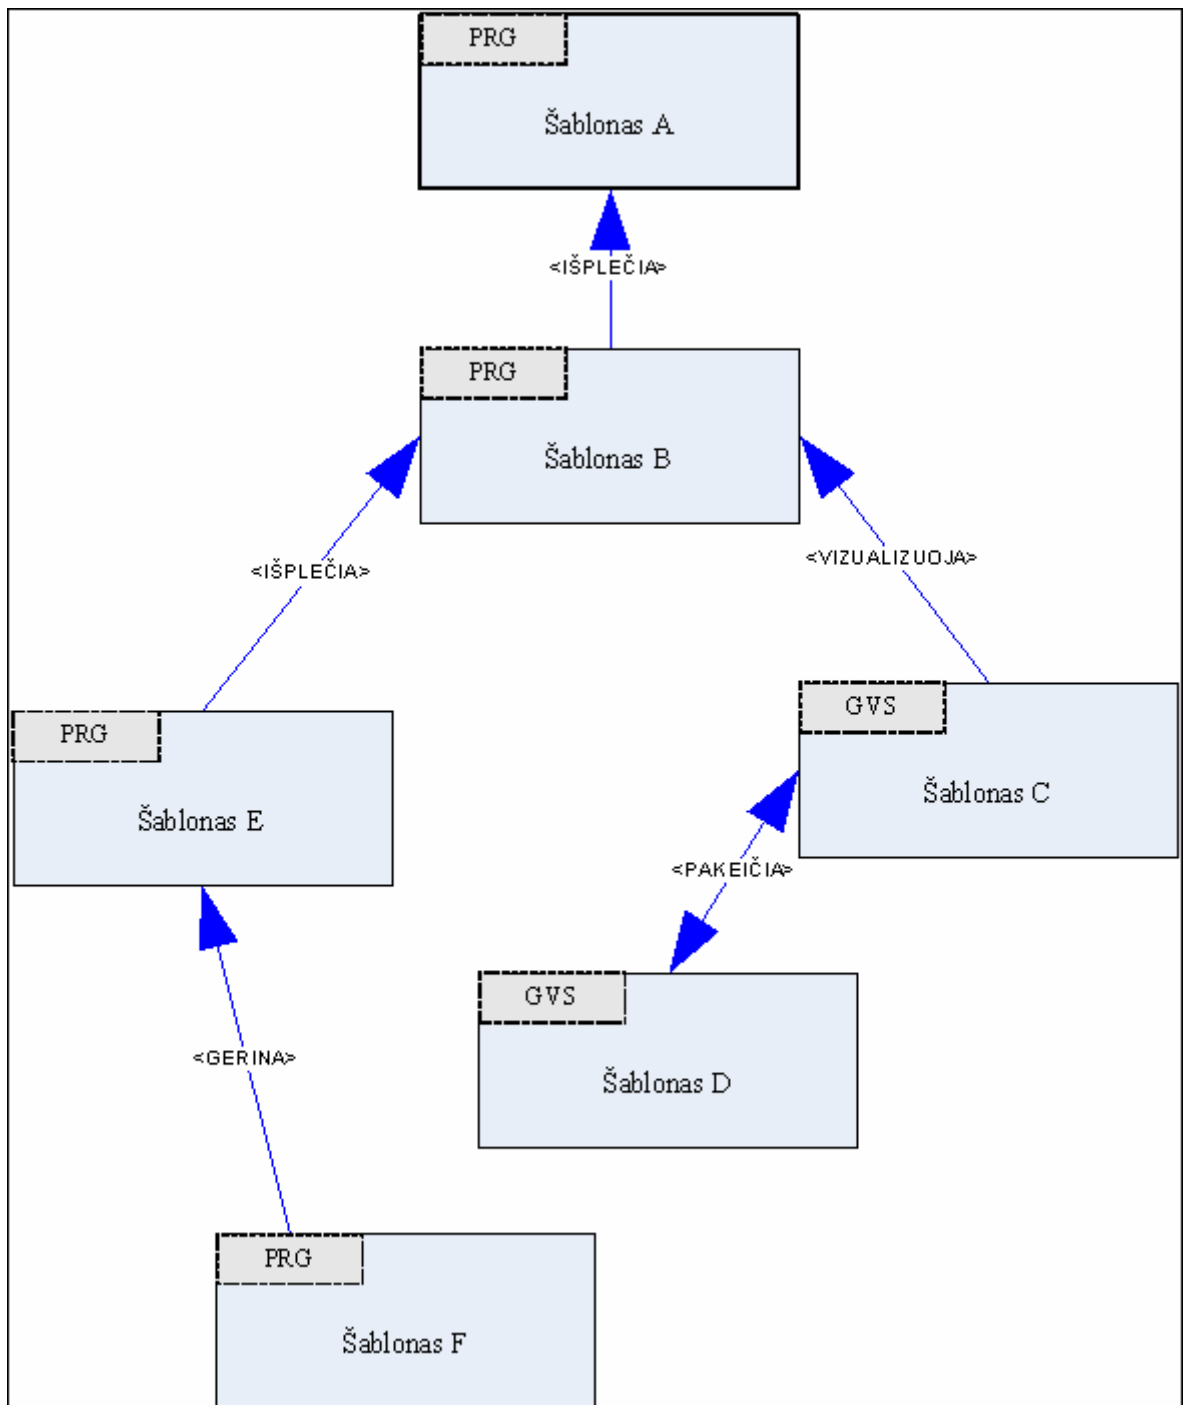 PRG
Šablonas A
<IŠPLEČIA>
PRG
Šablonas B
<IŠPLEČIA>
<VIZUALIZUOJA>
PRG
Šablonas E
GVS
Šablonas C
<PAKEIČIA>
GVS
Šablonas D
<GERINA>
PRG
Šablonas F